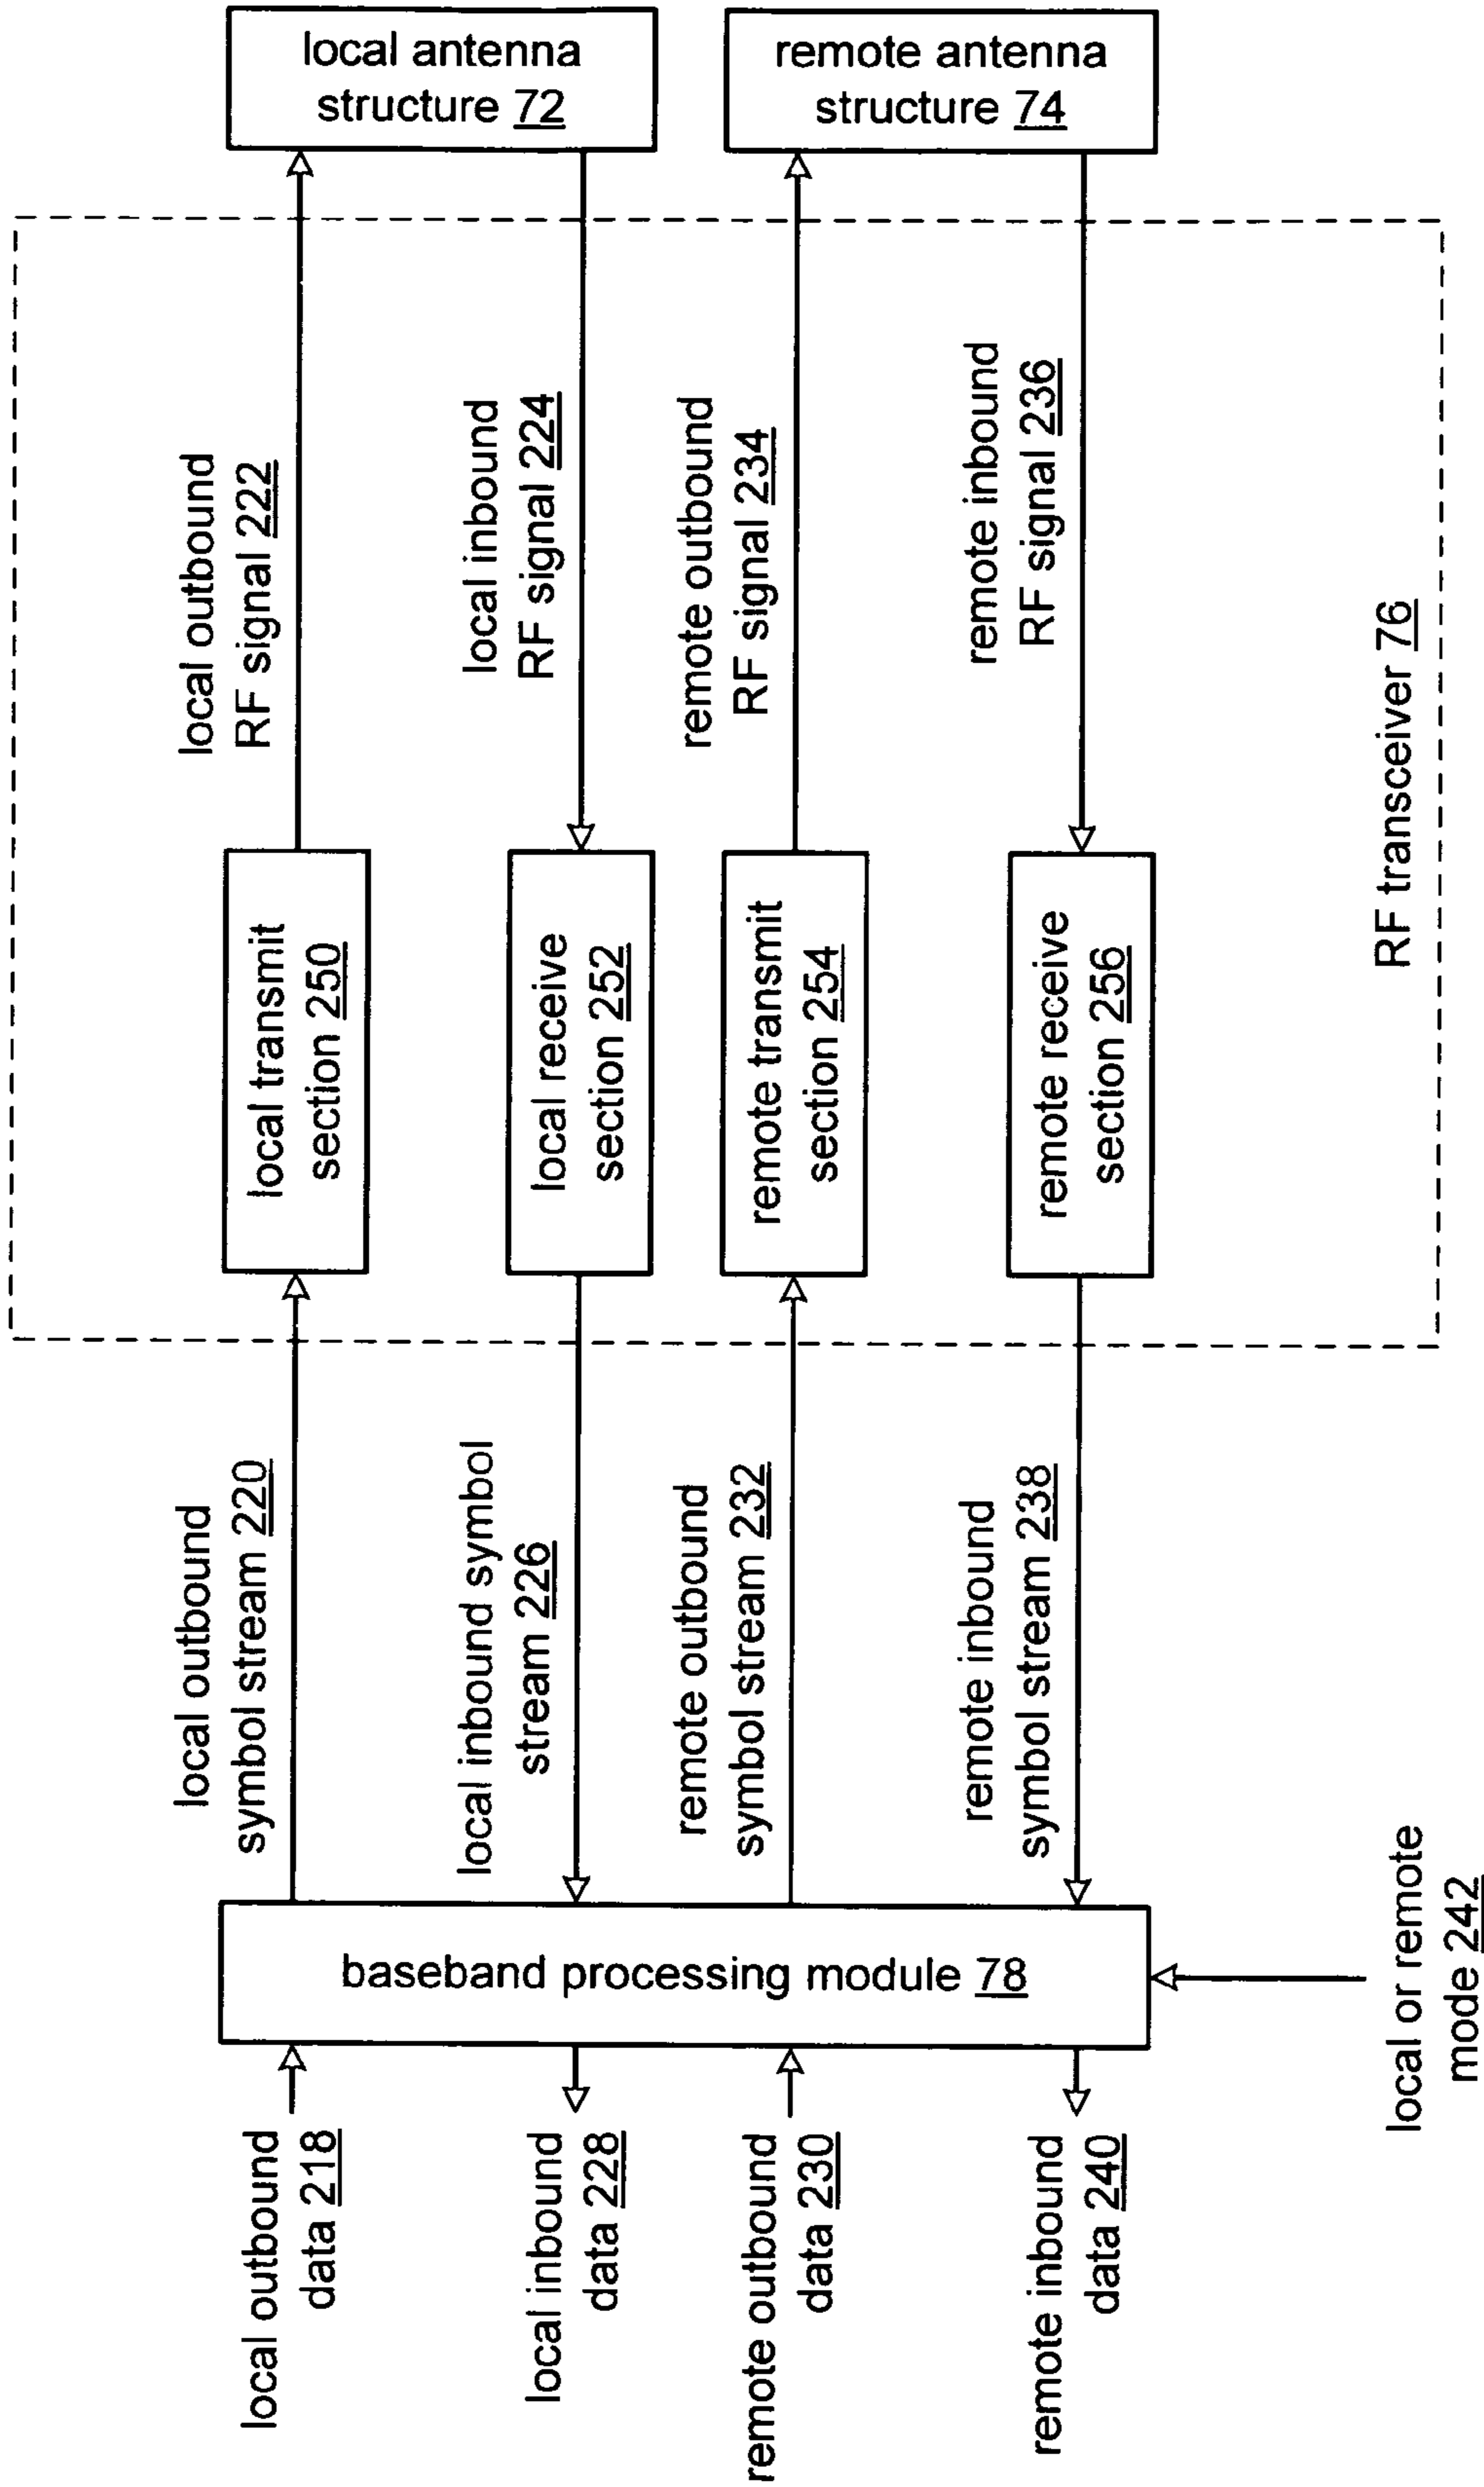 local antenna
structure 72
remote antenna
structure 74
local outbound
RF signal 222
local inbound
RF signal 224
remote outbound
RF signal 234
remote inbound
RF signal 236
local transmit
section 250
local receive
section 252
remote transmit
section 254
remote receive
section 256
RF transceiver 76
local outbound
symbol stream 220
local inbound symbol
stream 226
remote outbound
symbol stream 232
remote inbound
symbol stream 238
baseband processing module 78
local outbound
data 218
local inbound
data 228
remote outbound
data 230
remote inbound
data 240
local or remote
mode 242